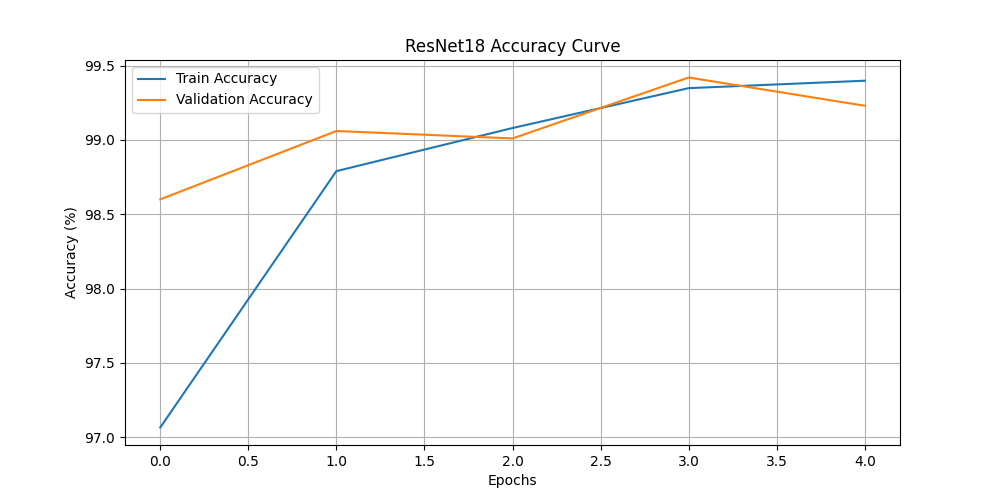 ResNet18 Accuracy Curve
Train Accuracy
Validation Accuracy
Accuracy (%)
99.5
99.0
98.5
98.0
97.5
97.0
0.0 0.5 1.0 1.5 2.0 2.5 3.0 3.5 4.0
Epochs